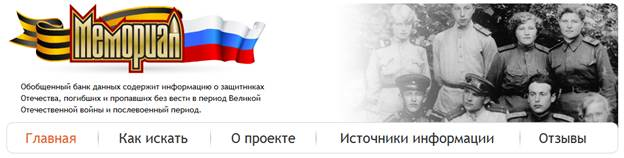 Мемориал
Обобщенный банк данных содержит информацию о защитниках
Отечества, погибших и пропавших без вести в период Великой
Отечественной войны и послевоенный период.
Главная Как искать О проекте Источники информации Отзывы